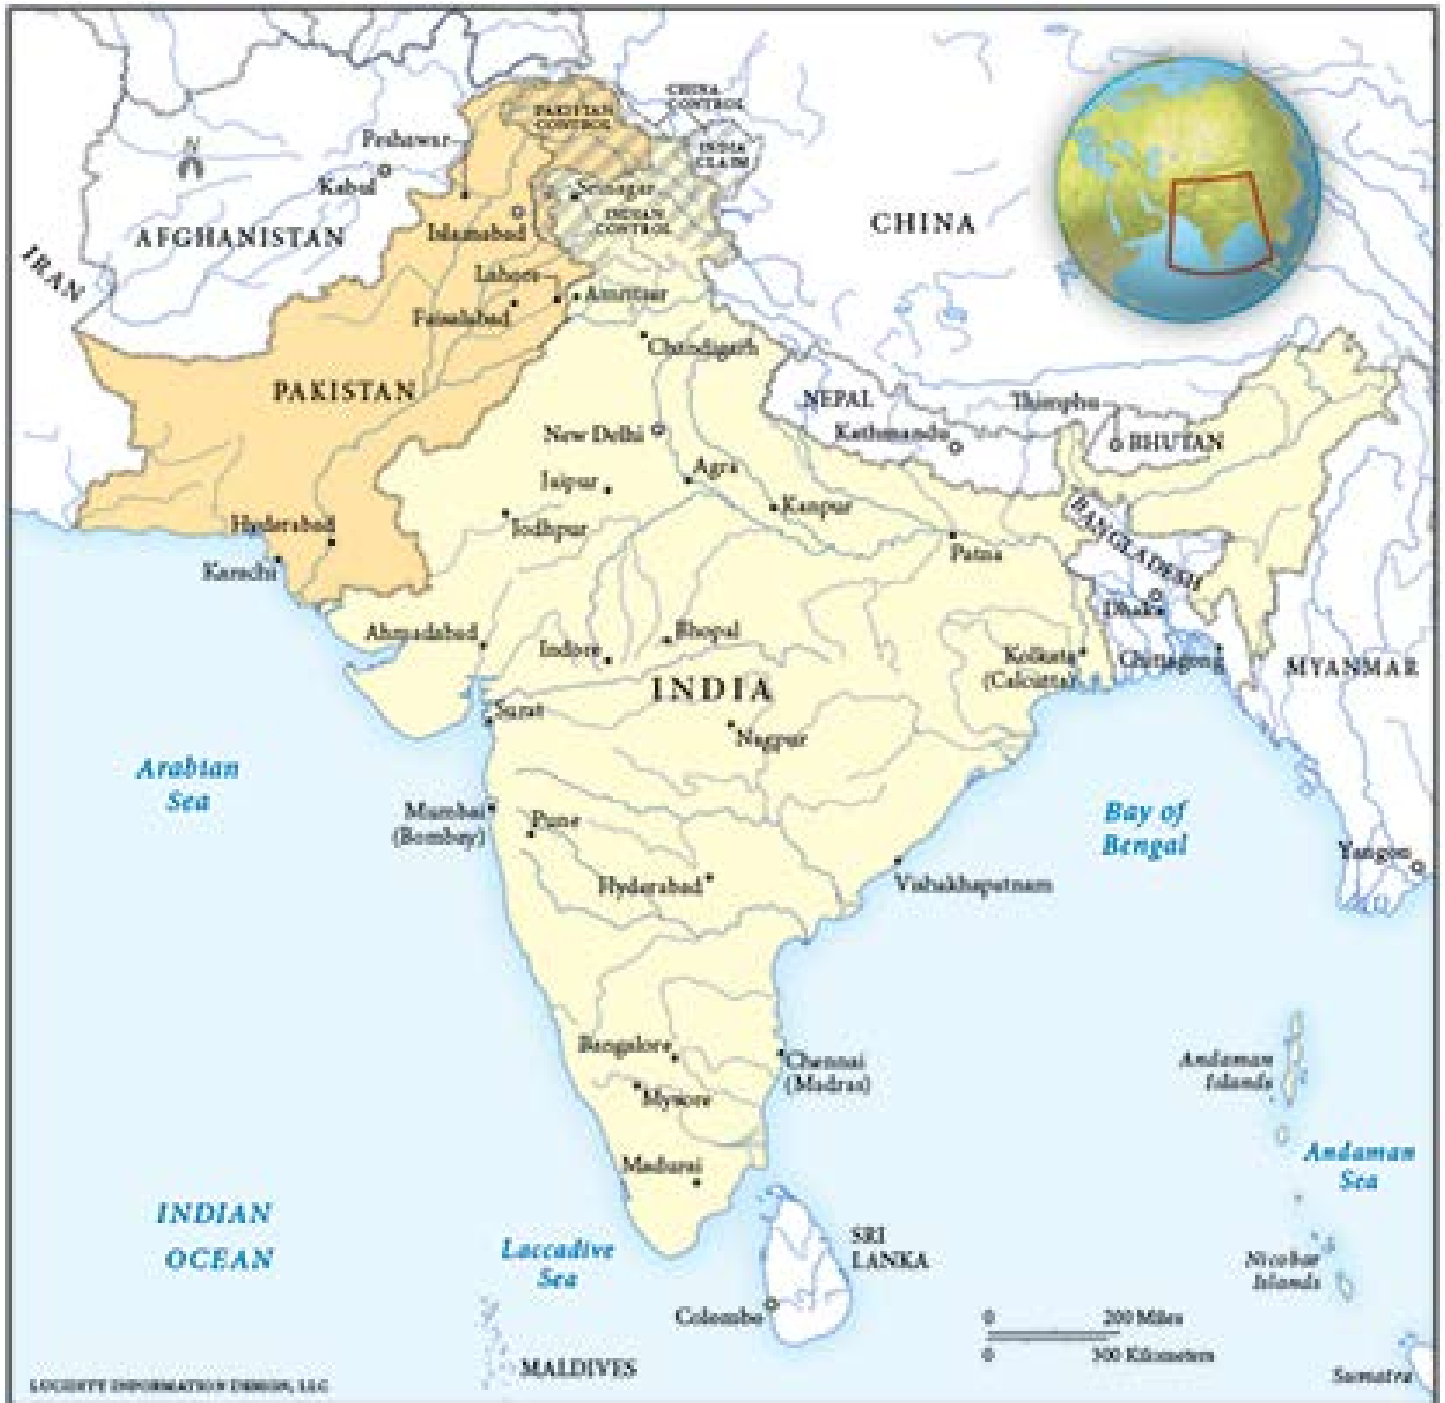 CHINA
CONTROL
PAKISTAN
CONTROL
Peshawar
INDIA
CLAIM
N
Kabul
Srinagar
INDIAN
CONTROL
CHINA
Islamabad
AFGHANISTAN
IRAN
Lahore
Amritsar
Faisalabad
Chandigarh
PAKISTAN
NEPAL
Thimphu
New Delhi
Kathmandu
BHUTAN
Agra
Jaipur
Kanpur
BANGLADESH
Hyderabad
Jodhpur
Patna
Karachi
Dhaka
Ahmadabad
Bhopal
Indore
Kolkata
(Calcutta)
Chittagong
MYANMAR
INDIA
Surat
Nagpur
Arabian
Sea
Mumbai
(Bombay)
Pune
Bay of
Bengal
Yangon
Hyderabad
Vishakhapatnam
Bangalore
Chennai
(Madras)
Andaman
Islands
Mysore
Madurai
Andaman
Sea
INDIAN
OCEAN
Laccadive
Sea
SRI
LANKA
Nicobar
Islands
Colombo
0 200 Miles
0 300 Kilometers
MALDIVES
Sumatra
LUCIDITY INFORMATION DESIGN, LLC